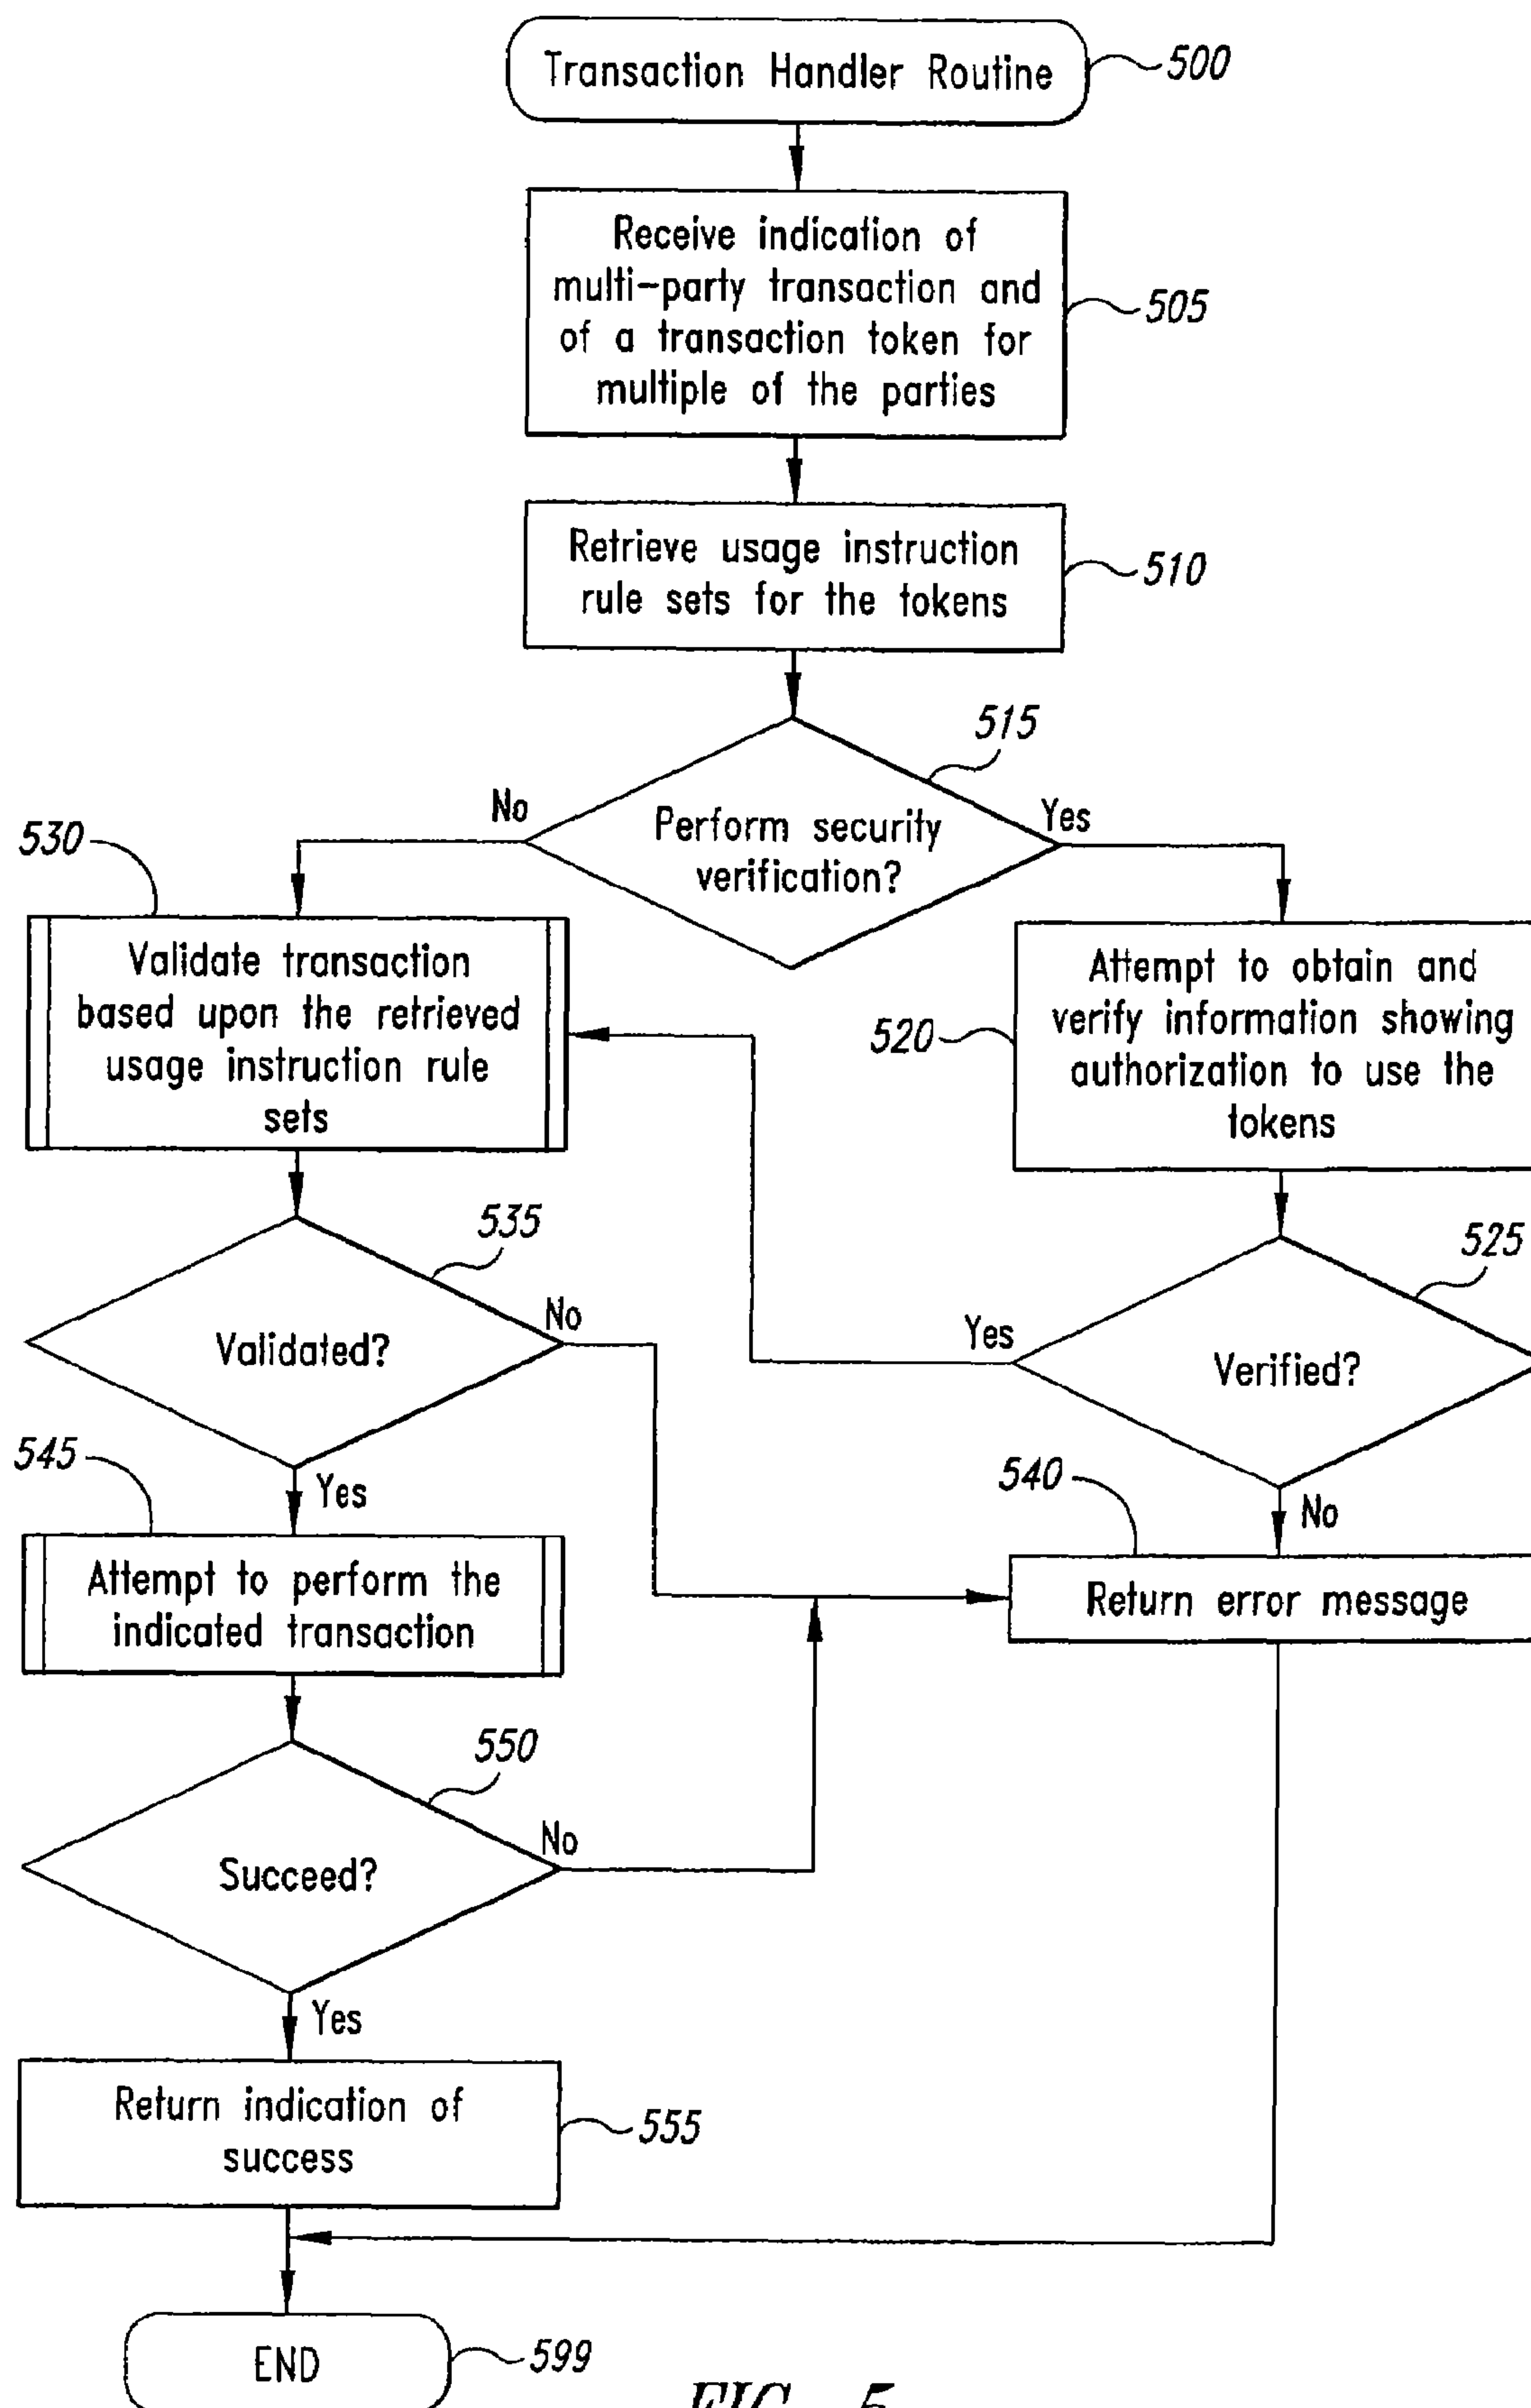 Transaction Handler Routine
500
Receive indication of
multi-party transaction and
of a transaction token for
multiple of the parties
505
Retrieve usage instruction
rule sets for the tokens
510
515
Perform security
verification?
No
Yes
530
Validate transaction
based upon the retrieved
usage instruction rule
sets
520
Attempt to obtain and
verify information showing
authorization to use the
tokens
535
Validated?
No
Yes
525
Verified?
Yes
No
545
Attempt to perform the
indicated transaction
540
Return error message
550
Succeed?
No
Yes
Return indication of
success
555
END
599
FIG. 5